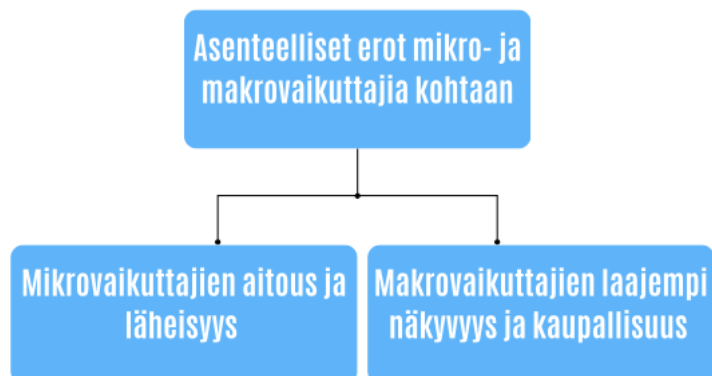 Asenteelliset erot mikro- ja
makrovaikuttajia kohtaan
Mikrovaikuttajien aitous ja
läheisyys
Makrovaikuttajien laajempi
näkyvyys ja kaupallisuus